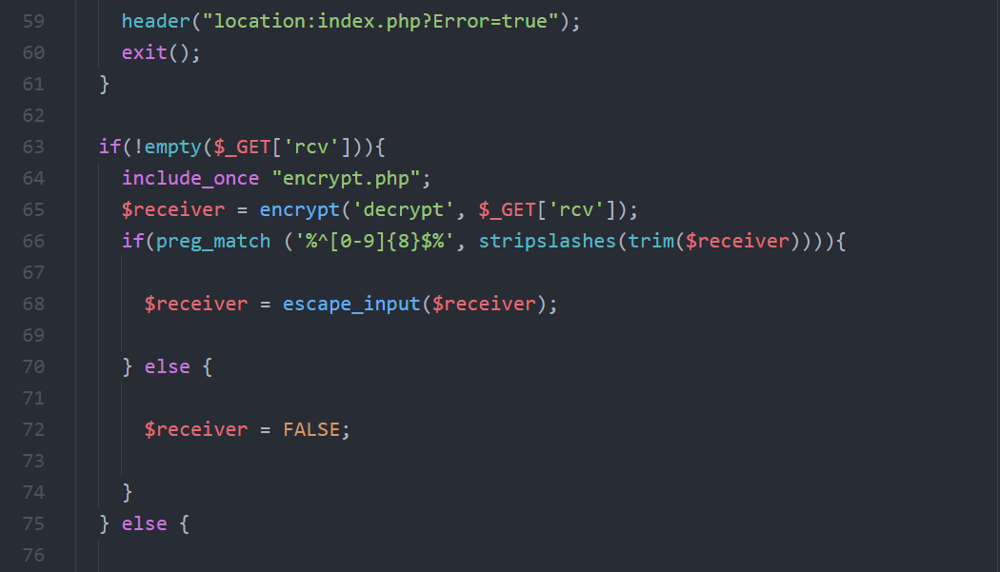 59 header("location:index.php?Error=true");
60 exit();
61 }
62
63 if(!empty($_GET['rcv'])){
64 include_once "encrypt.php";
65 $receiver = encrypt('decrypt', $_GET['rcv']);
66 if(preg_match ('%^[0-9]{8}$%', stripslashes(trim($receiver)))){
67
68 $receiver = escape_input($receiver);
69
70 } else {
71
72 $receiver = FALSE;
73
74 }
75 } else {
76